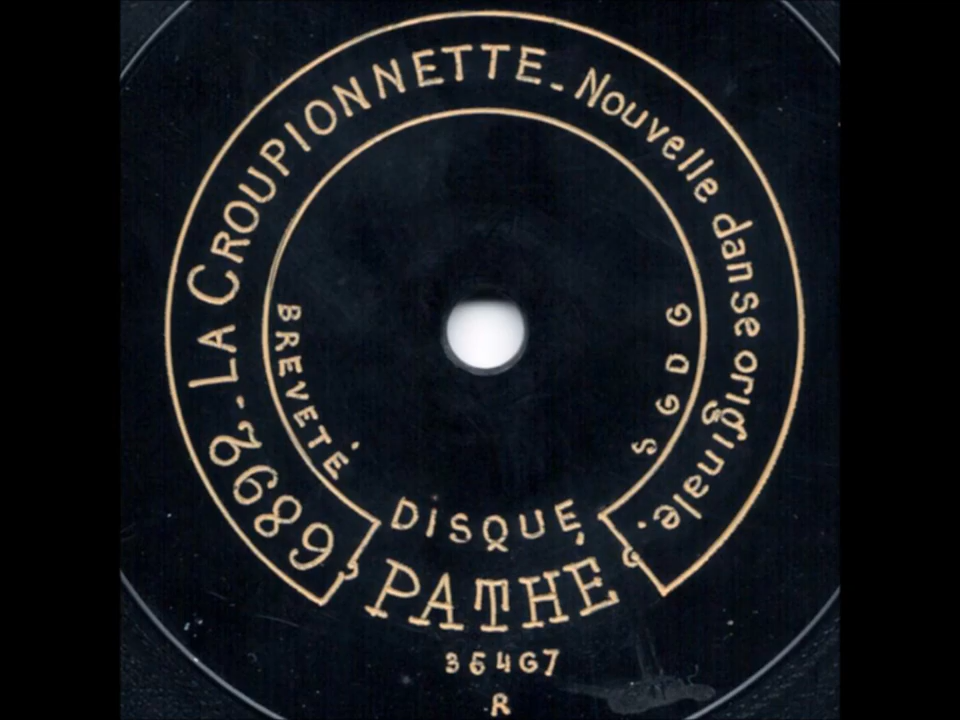 6892 - LA CROUPIONNETTE - Nouvelle danse originale.
BREVETÉ
S G D G
DISQUE
PATHÉ
35467
R